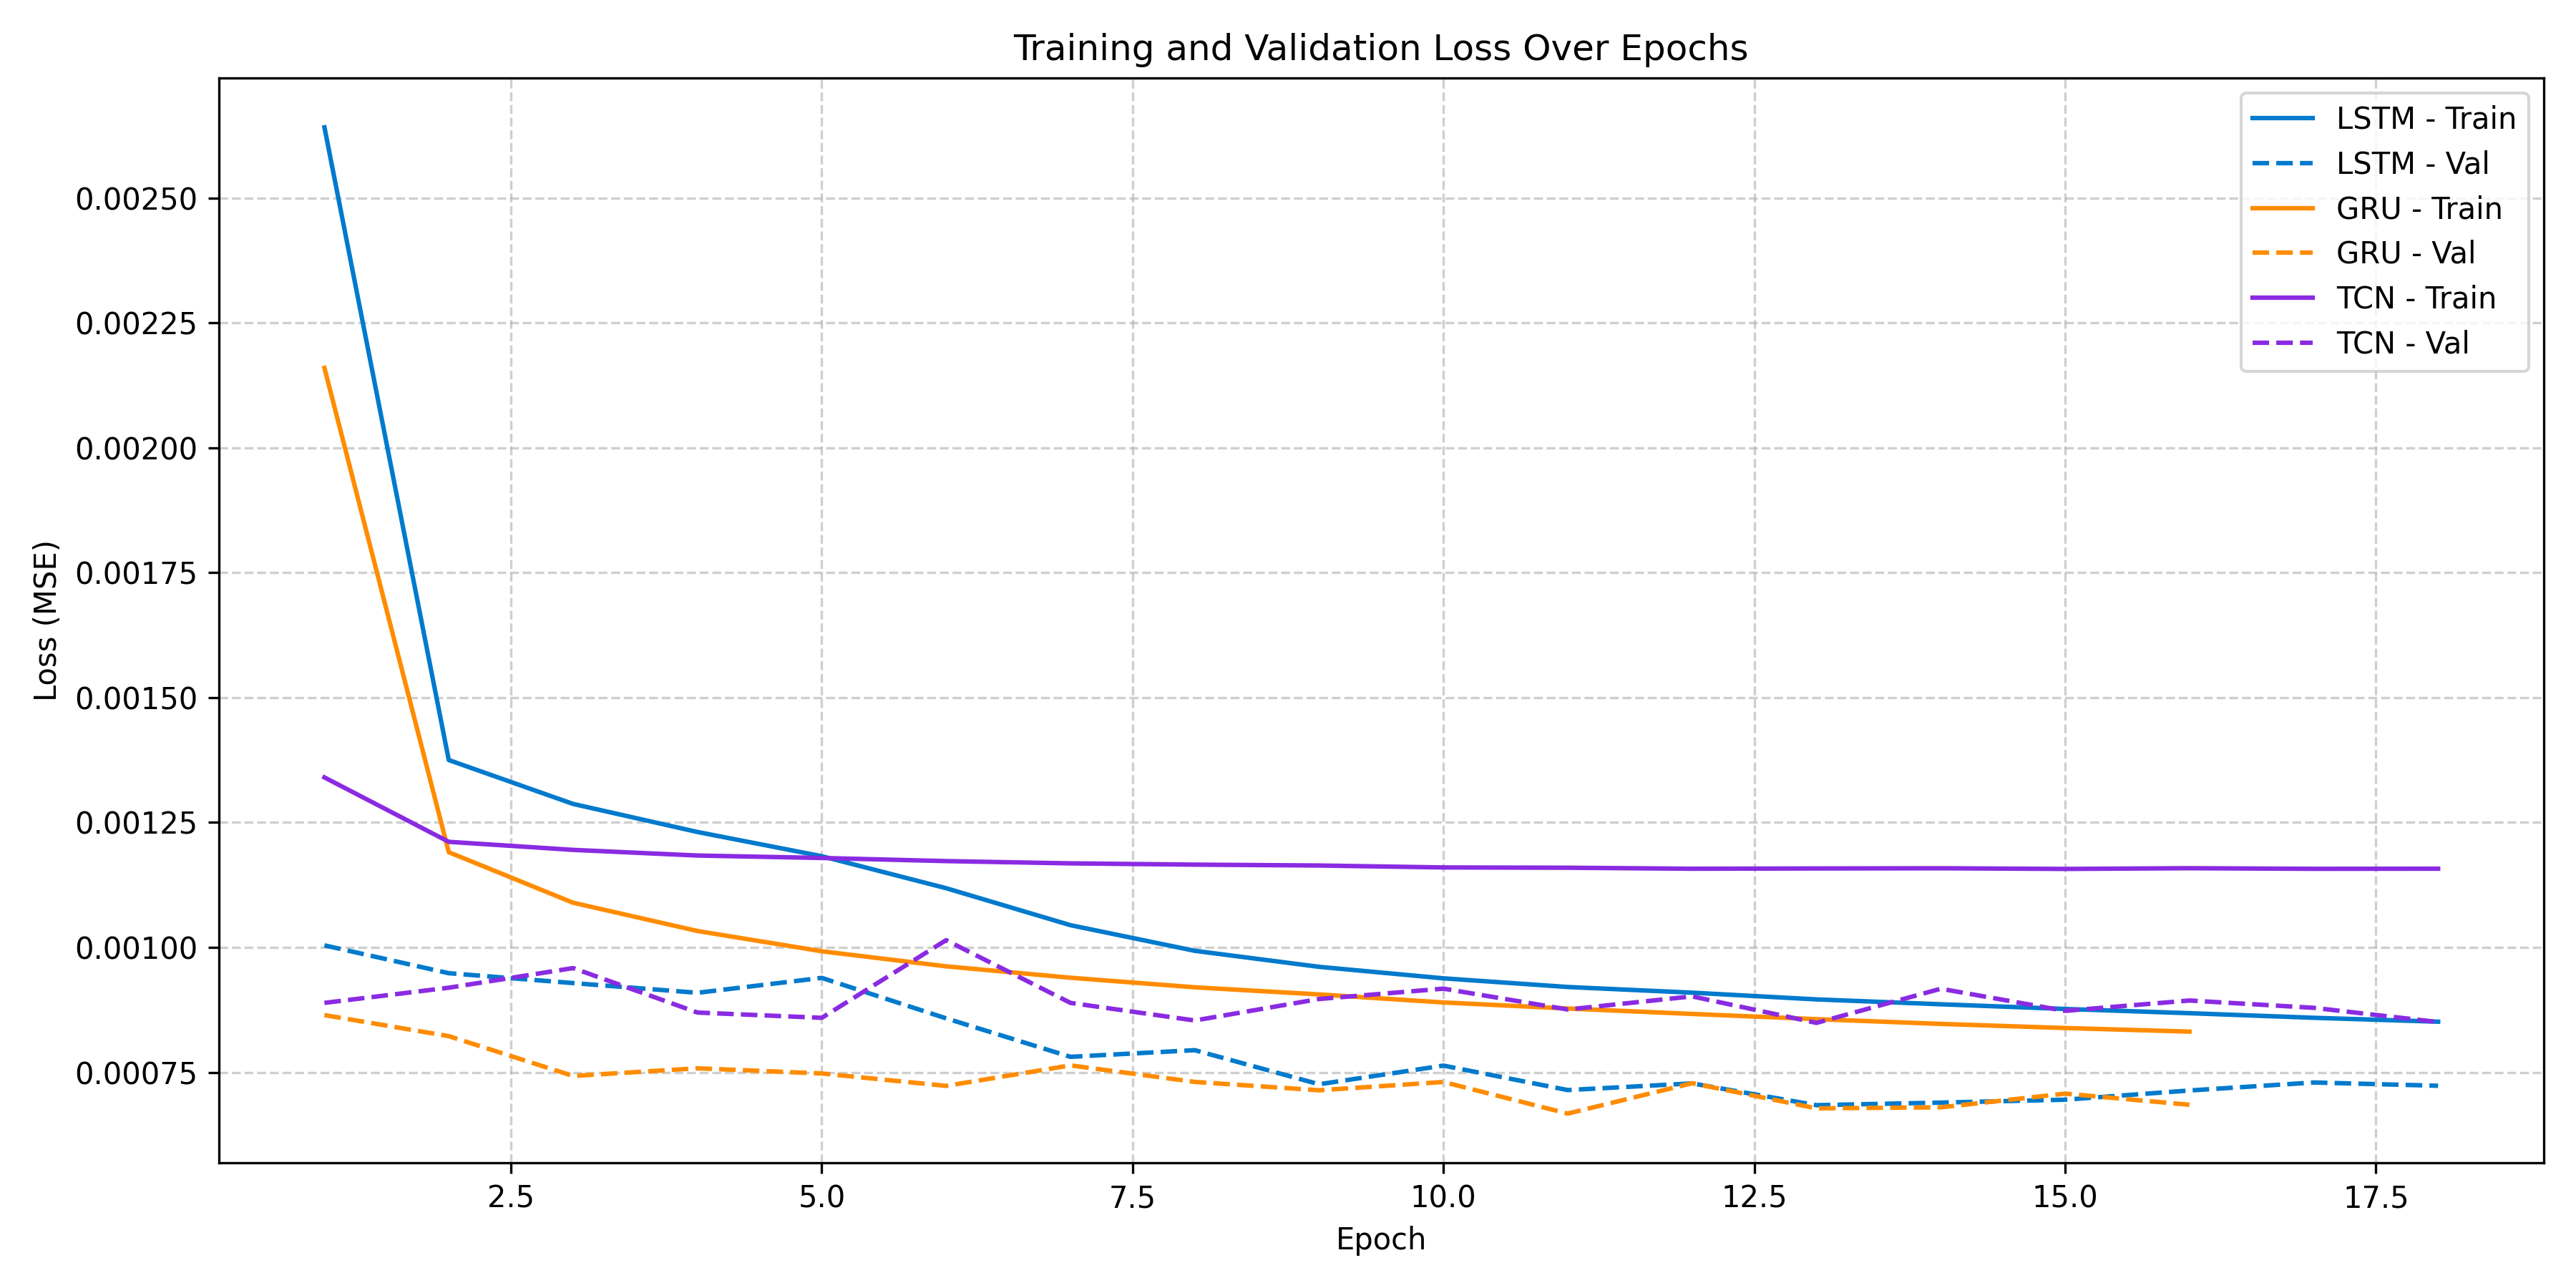 Training and Validation Loss Over Epochs
LSTM - Train
LSTM - Val
GRU - Train
GRU - Val
TCN - Train
TCN - Val
0.00250
0.00225
0.00200
0.00175
0.00150
0.00125
0.00100
0.00075
Loss (MSE)
2.5 5.0 7.5 10.0 12.5 15.0 17.5
Epoch